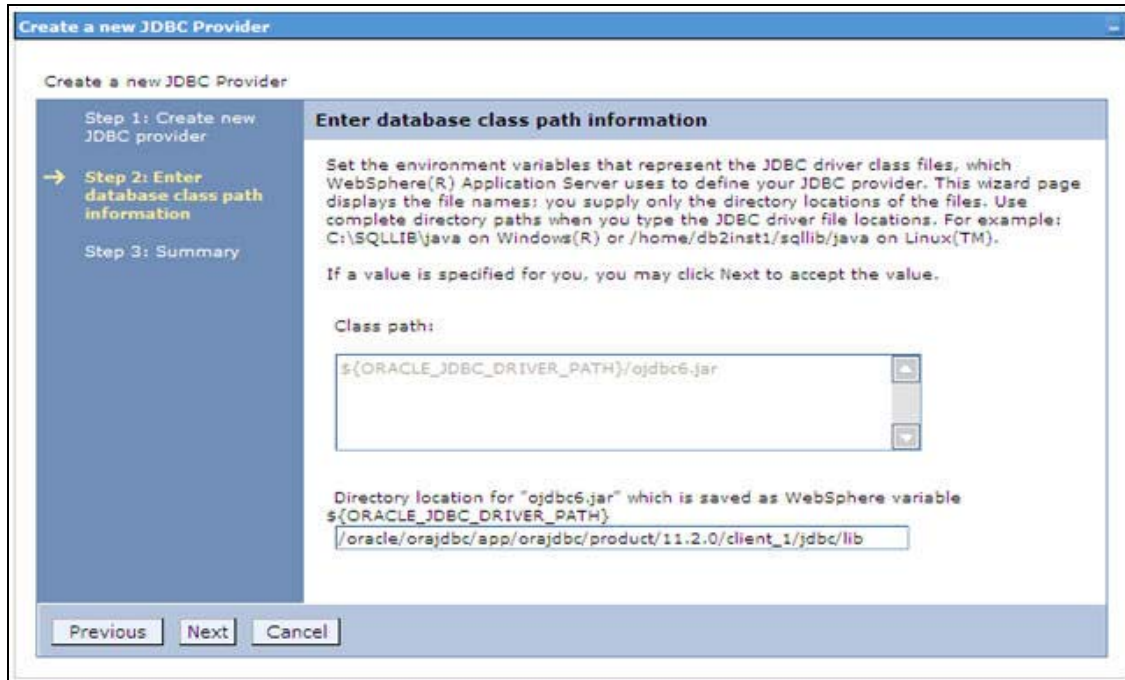 Create a new JDBC Provider
Create a new JDBC Provider
Step 1: Create new
JDBC provider
Step 2: Enter
database class path
information
Step 3: Summary
Enter database class path information
Set the environment variables that represent the JDBC driver class files, which
WebSphere(R) Application Server uses to define your JDBC provider. This wizard page
displays the file names; you supply only the directory locations of the files. Use
complete directory paths when you type the JDBC driver file locations. For example:
C:\SQLLIB\java on Windows(R) or /home/db2inst1/sqllib/java on Linux(TM).
If a value is specified for you, you may click Next to accept the value.
Class path:
${ORACLE_JDBC_DRIVER_PATH}/ojdbc6.jar
Directory location for "ojdbc6.jar" which is saved as WebSphere variable
${ORACLE_JDBC_DRIVER_PATH}
/oracle/orajdbc/app/orajdbc/product/11.2.0/client_1/jdbc/lib
Previous Next Cancel